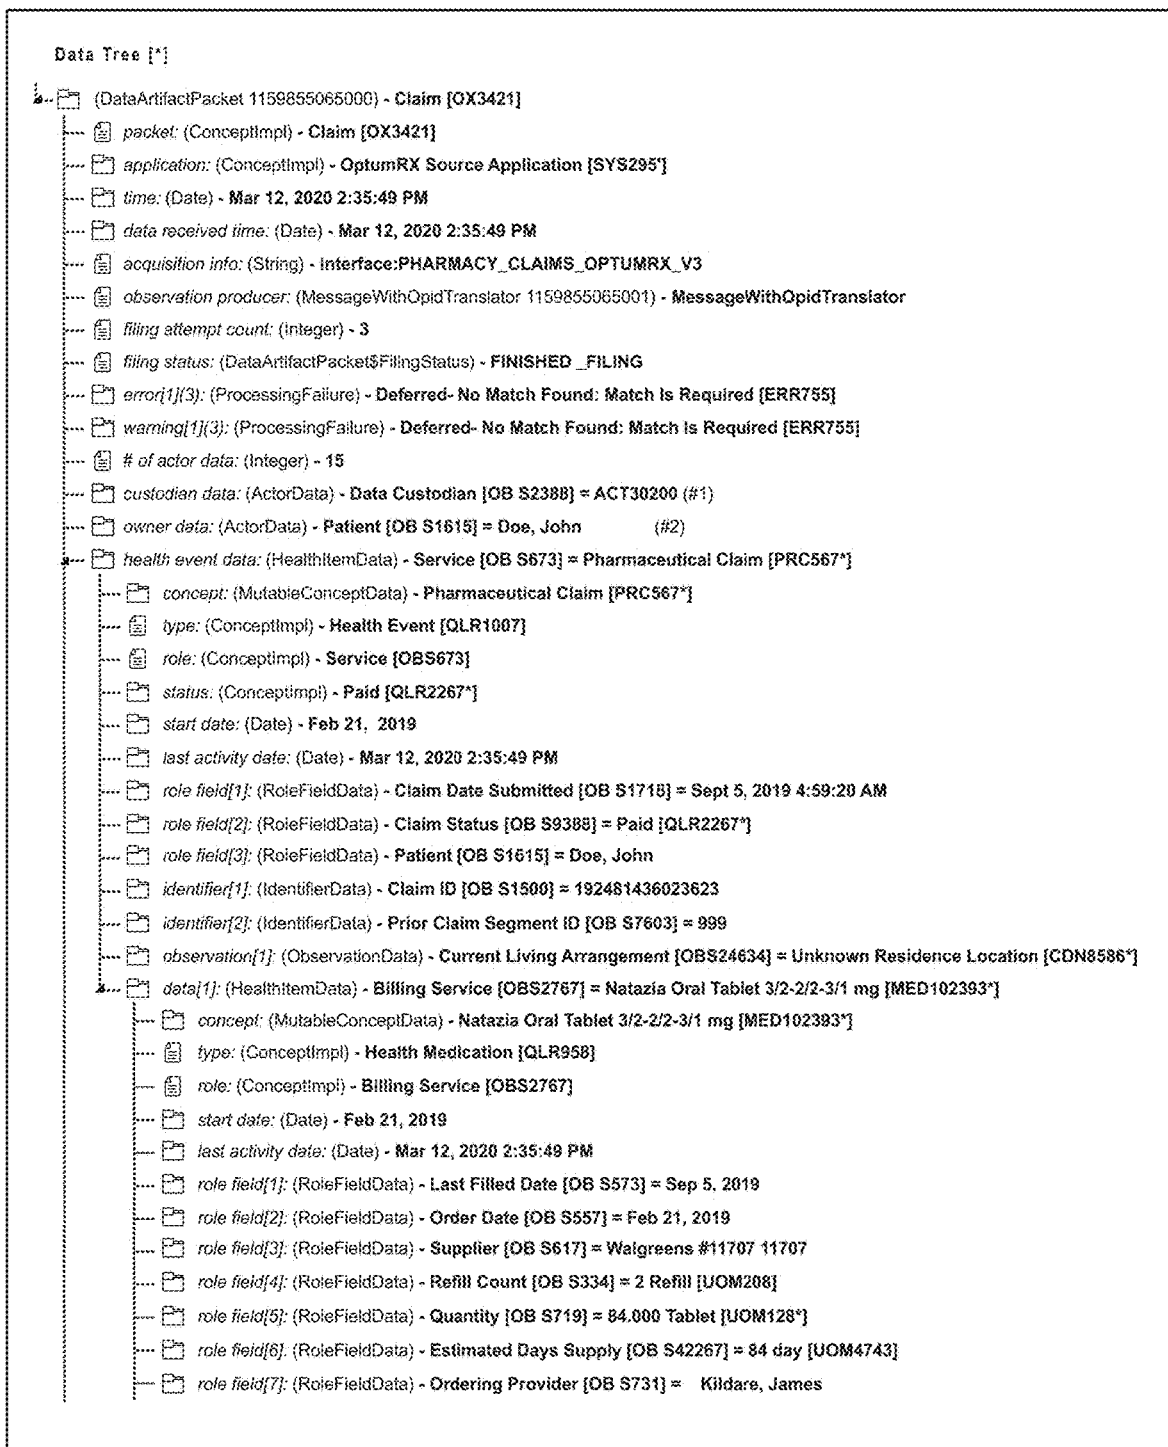 Data Tree [*]
(DataArtifactPacket 1159855065000) - Claim [OX3421]
packet: (ConceptImpl) - Claim [OX3421]
application: (ConceptImpl) - OptumRX Source Application [SYS295*]
time: (Date) - Mar 12, 2020 2:35:49 PM
data received time: (Date) - Mar 12, 2020 2:35:49 PM
acquisition info: (String) - Interface:PHARMACY_CLAIMS_OPTUMRX_V3
observation producer: (MessageWithOpidTranslator 1159855065001) - MessageWithOpidTranslator
filing attempt count: (Integer) - 3
filing status: (DataArtifactPacket$FilingStatus) - FINISHED _FILING
error[1](3): (ProcessingFailure) - Deferred- No Match Found: Match Is Required [ERR755]
warning[1](3): (ProcessingFailure) - Deferred- No Match Found: Match Is Required [ERR755]
# of actor data: (Integer) - 15
custodian data: (ActorData) - Data Custodian [OB S2388] = ACT30200 (#1)
owner data: (ActorData) - Patient [OB S1615] = Doe, John (#2)
health event data: (HealthItemData) - Service [OB S673] = Pharmaceutical Claim [PRC567*]
concept: (MutableConceptData) - Pharmaceutical Claim [PRC567*]
type: (ConceptImpl) - Health Event [QLR1007]
role: (ConceptImpl) - Service [OBS673]
status: (ConceptImpl) - Paid [QLR2267*]
start date: (Date) - Feb 21, 2019
last activity date: (Date) - Mar 12, 2020 2:35:49 PM
role field[1]: (RoleFieldData) - Claim Date Submitted [OB S1718] = Sept 5, 2019 4:59:20 AM
role field[2]: (RoleFieldData) - Claim Status [OB S9388] = Paid [QLR2267*]
role field[3]: (RoleFieldData) - Patient [OB S1615] = Doe, John
identifier[1]: (IdentifierData) - Claim ID [OB S1500] = 192481436023623
identifier[2]: (IdentifierData) - Prior Claim Segment ID [OB S7603] = 999
observation[1]: (ObservationData) - Current Living Arrangement [OBS24634] = Unknown Residence Location [CDN8586*]
data[1]: (HealthItemData) - Billing Service [OBS2767] = Natazia Oral Tablet 3/2-2/2-3/1 mg [MED102393*]
concept: (MutableConceptData) - Natazia Oral Tablet 3/2-2/2-3/1 mg [MED102393*]
type: (ConceptImpl) - Health Medication [QLR958]
role: (ConceptImpl) - Billing Service [OBS2767]
start date: (Date) - Feb 21, 2019
last activity date: (Date) - Mar 12, 2020 2:35:49 PM
role field[1]: (RoleFieldData) - Last Filled Date [OB S573] = Sep 5, 2019
role field[2]: (RoleFieldData) - Order Date [OB S557] = Feb 21, 2019
role field[3]: (RoleFieldData) - Supplier [OB S617] = Walgreens #11707 11707
role field[4]: (RoleFieldData) - Refill Count [OB S334] = 2 Refill [UOM208]
role field[5]: (RoleFieldData) - Quantity [OB S719] = 84.000 Tablet [UOM128*]
role field[6]: (RoleFieldData) - Estimated Days Supply [OB S42267] = 84 day [UOM4743]
role field[7]: (RoleFieldData) - Ordering Provider [OB S731] = Kildare, James